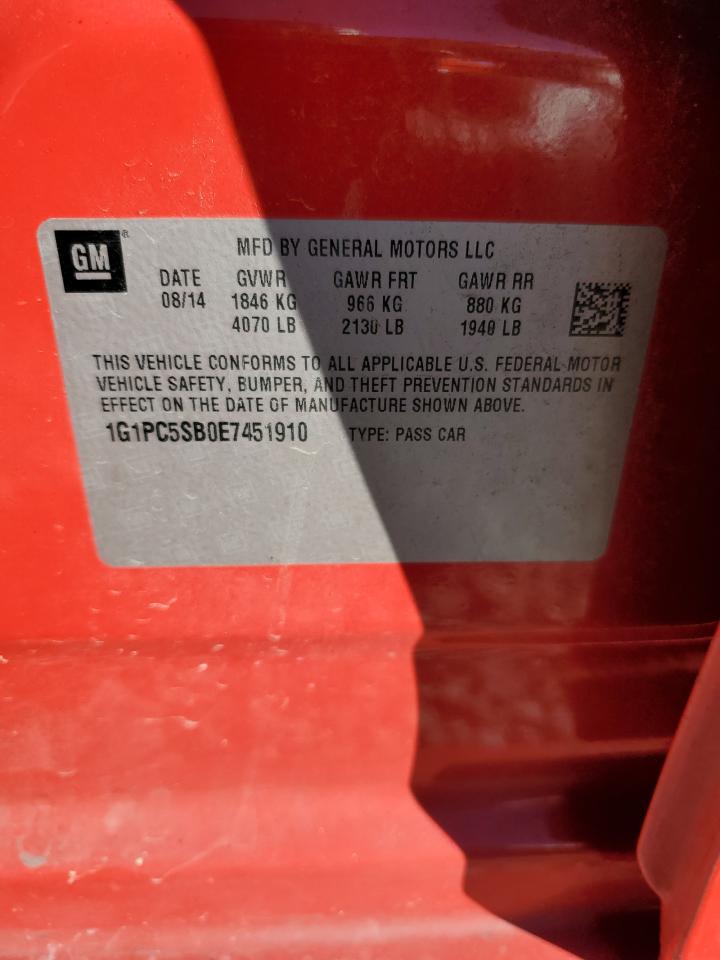 GM®
MFD BY GENERAL MOTORS LLC
DATE GVWR GAWR FRT GAWR RR
08/14 1846 KG 966 KG 880 KG
4070 LB 2130 LB 1940 LB
THIS VEHICLE CONFORMS TO ALL APPLICABLE U.S. FEDERAL MOTOR
VEHICLE SAFETY, BUMPER, AND THEFT PREVENTION STANDARDS IN
EFFECT ON THE DATE OF MANUFACTURE SHOWN ABOVE.
1G1PC5SB0E7451910 TYPE: PASS CAR